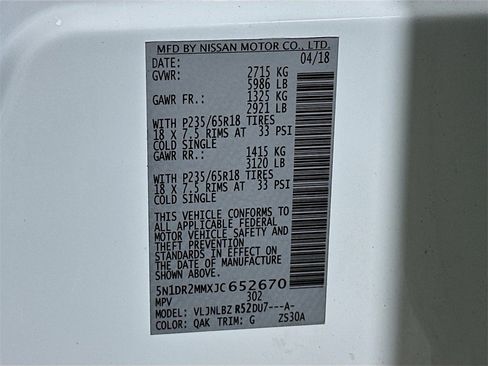 MFD BY NISSAN MOTOR CO., LTD.
DATE: 04/18
GVWR: 2715 KG
5986 LB
GAWR FR.: 1325 KG
2921 LB
WITH P235/65R18 TIRES
18 X 7.5 RIMS AT 33 PSI
COLD SINGLE
GAWR RR.: 1415 KG
3120 LB
WITH P235/65R18 TIRES
18 X 7.5 RIMS AT 33 PSI
COLD SINGLE
THIS VEHICLE CONFORMS TO
ALL APPLICABLE FEDERAL
MOTOR VEHICLE SAFETY AND
THEFT PREVENTION
STANDARDS IN EFFECT ON
THE DATE OF MANUFACTURE
SHOWN ABOVE.
5N1DR2MMXJC652670
MPV 302
MODEL: VLJNLBZ R52DU7---A-
COLOR: QAK TRIM: G ZS30A